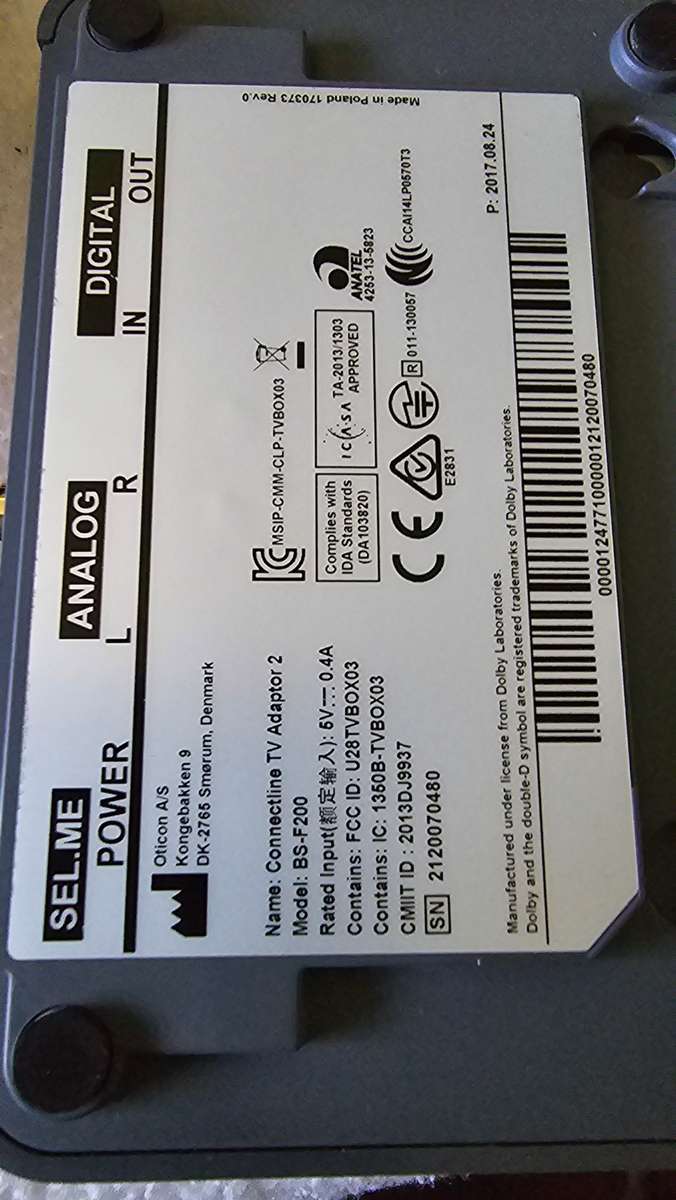 SEL.ME ANALOG DIGITAL
POWER L R IN OUT
Oticon A/S
Kongebakken 9
DK-2765 Smørum, Denmark
Name: Connectline TV Adaptor 2
Model: BS-F200
Rated Input(额定输入): 5V⎓ 0.4A
Contains: FCC ID: U28TVBOX03
Contains: IC: 1350B-TVBOX03
CMIIT ID : 2013DJ9937
SN 2120070480
MSIP-CMM-CLP-TVBOX03
Complies with
IDA Standards
(DA103820)
ICASA TA-2013/1303
APPROVED
ANATEL
4253-13-5823
CE
E2831
R 011-130057
CCAI14LP0570T3
Made in Poland 170373 Rev.0
P: 2017.08.24
Manufactured under license from Dolby Laboratories.
Dolby and the double-D symbol are registered trademarks of Dolby Laboratories.
00001247710000012120070480